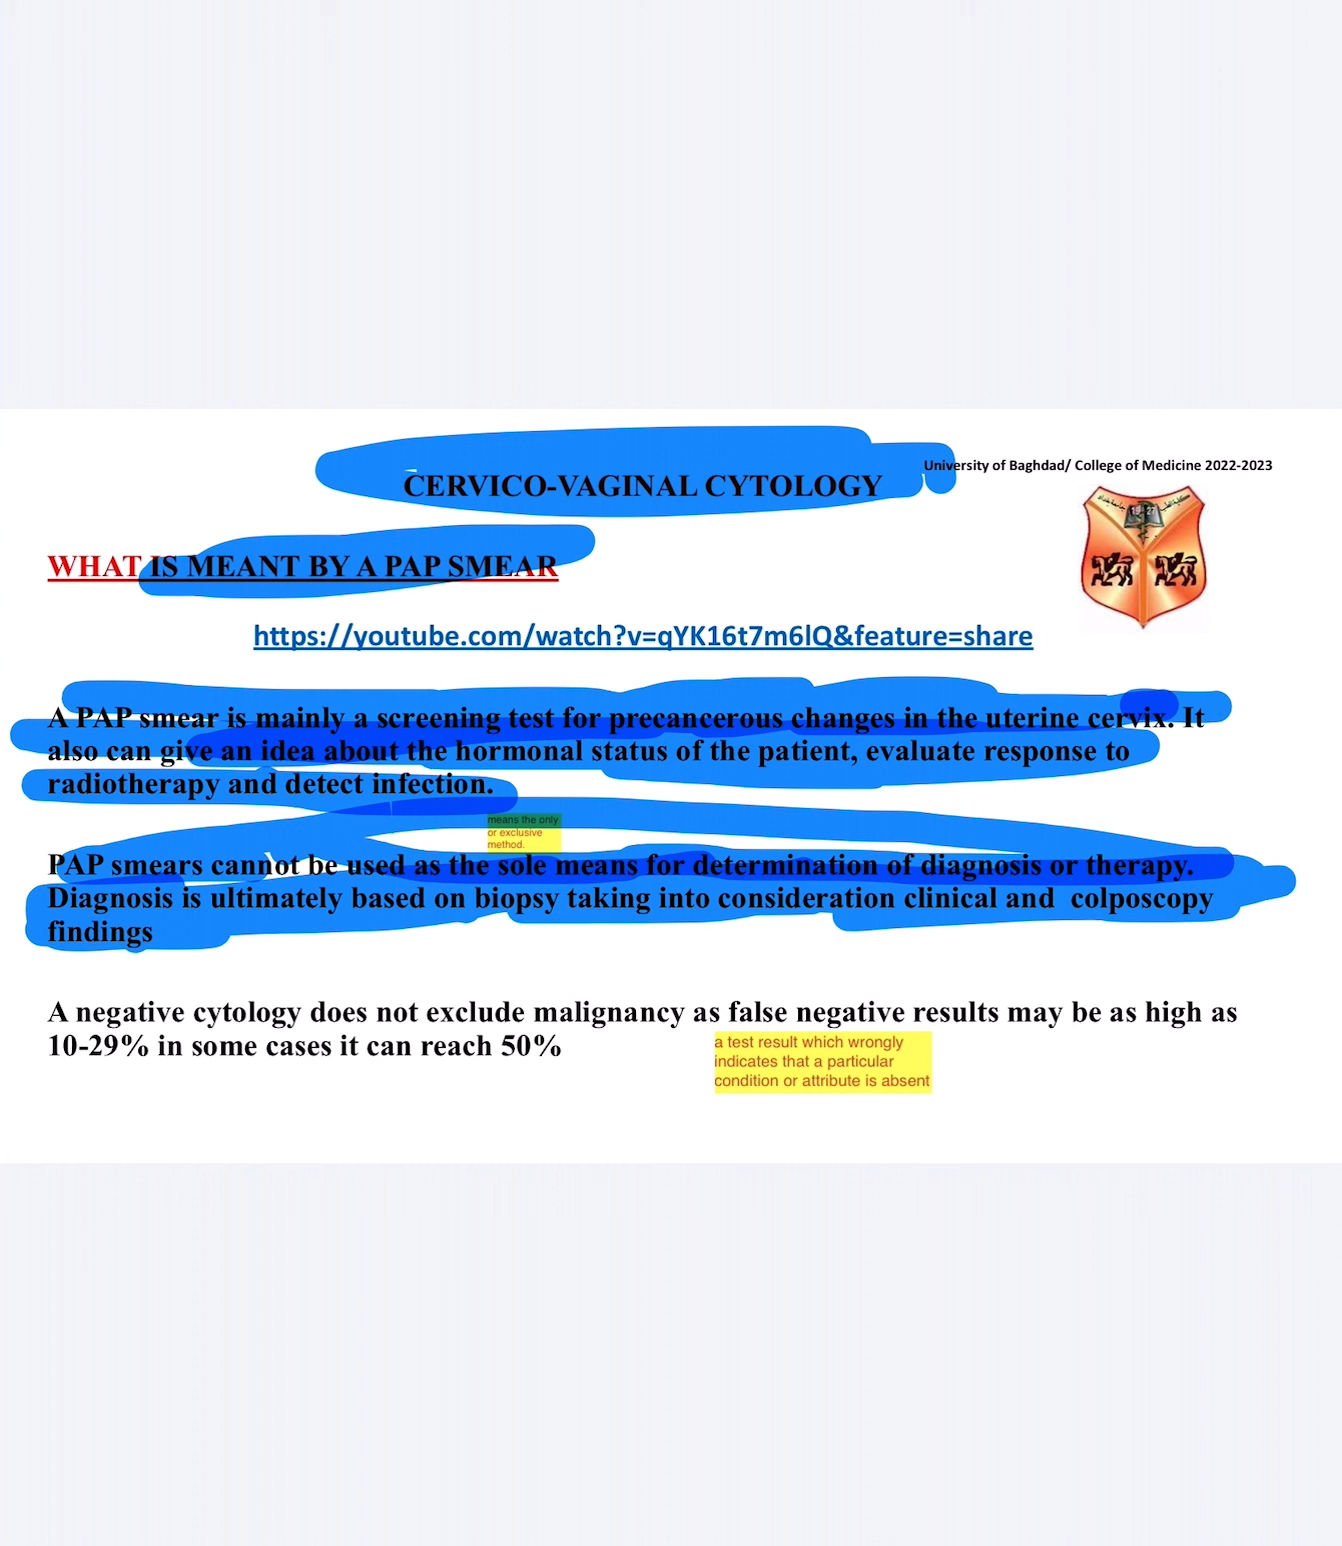 CERVICO-VAGINAL CYTOLOGY
University of Baghdad/ College of Medicine 2022-2023
WHAT IS MEANT BY A PAP SMEAR
https://youtube.com/watch?v=qYK16t7m6lQ&feature=share
A PAP smear is mainly a screening test for precancerous changes in the uterine cervix. It
also can give an idea about the hormonal status of the patient, evaluate response to
radiotherapy and detect infection.
means the only
or exclusive
method.
PAP smears cannot be used as the sole means for determination of diagnosis or therapy.
Diagnosis is ultimately based on biopsy taking into consideration clinical and colposcopy
findings
A negative cytology does not exclude malignancy as false negative results may be as high as
10-29% in some cases it can reach 50%
a test result which wrongly
indicates that a particular
condition or attribute is absent